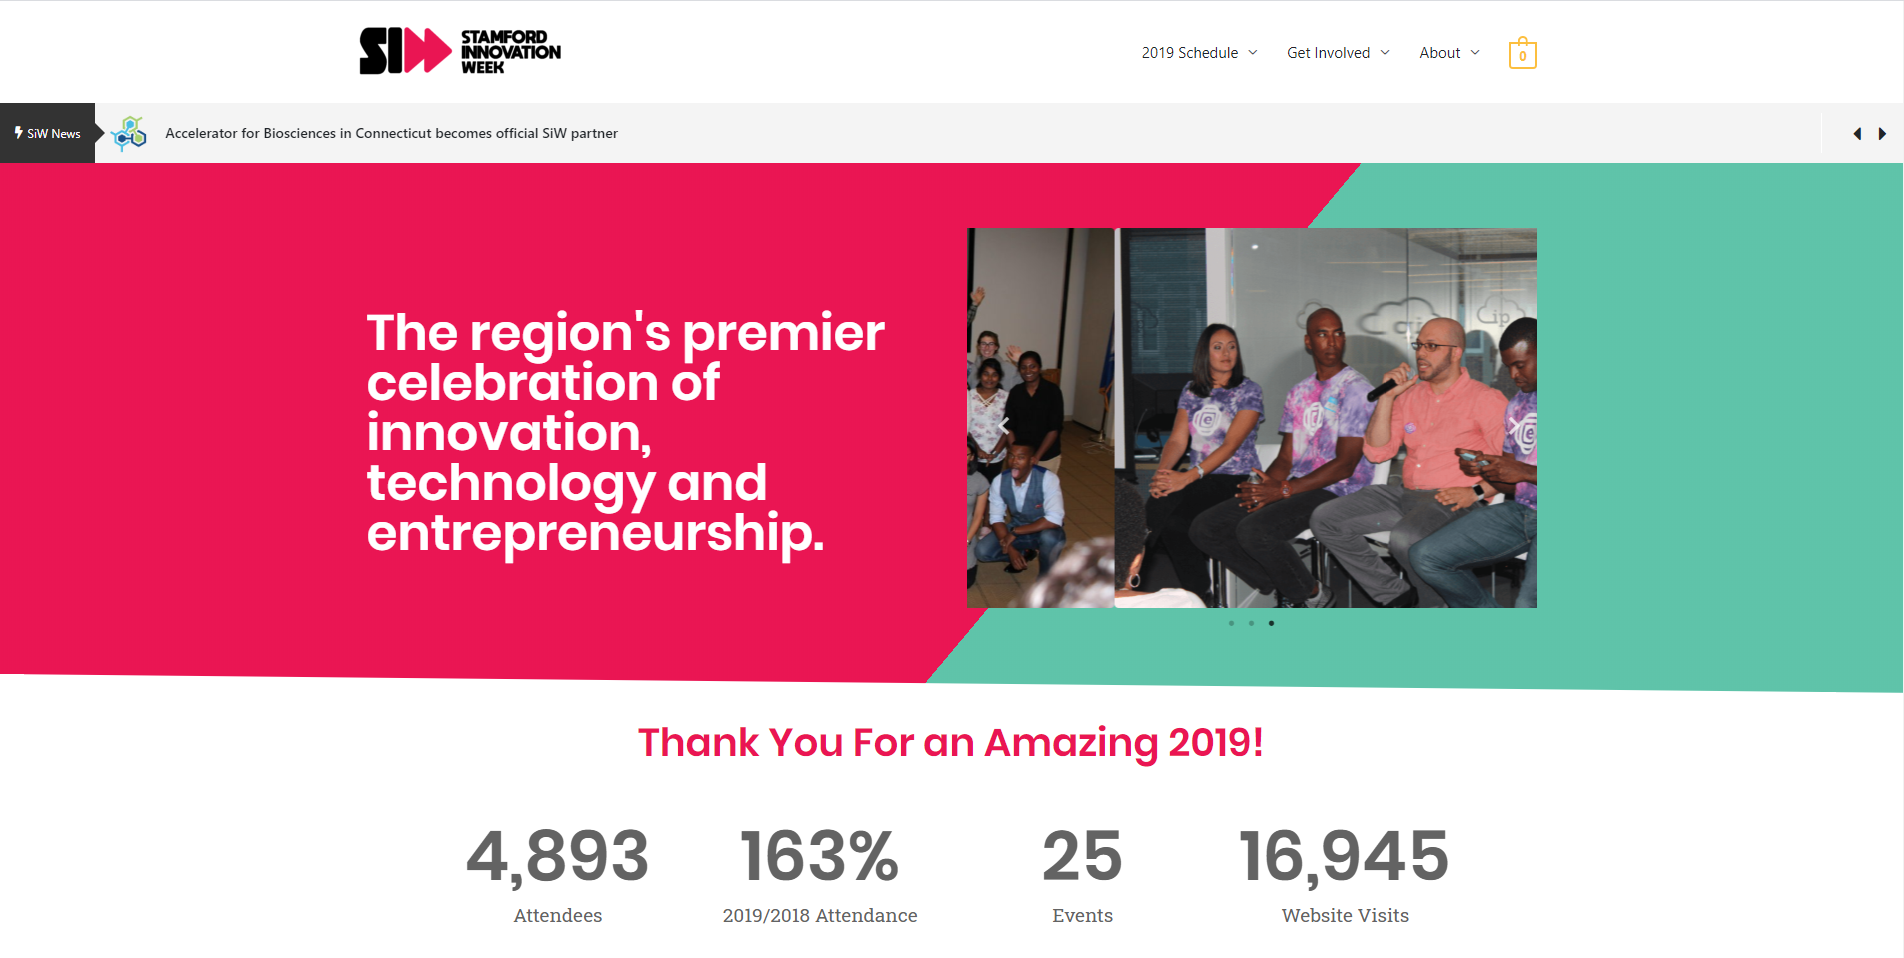 SIW
STAMFORD
INNOVATION
WEEK
2019 Schedule
Get Involved
About
0
SiW News
Accelerator for Biosciences in Connecticut becomes official SiW partner
The region's premier
celebration of
innovation,
technology and
entrepreneurship.
ip
e
e
Thank You For an Amazing 2019!
4,893
163%
25
16,945
Attendees
2019/2018 Attendance
Events
Website Visits